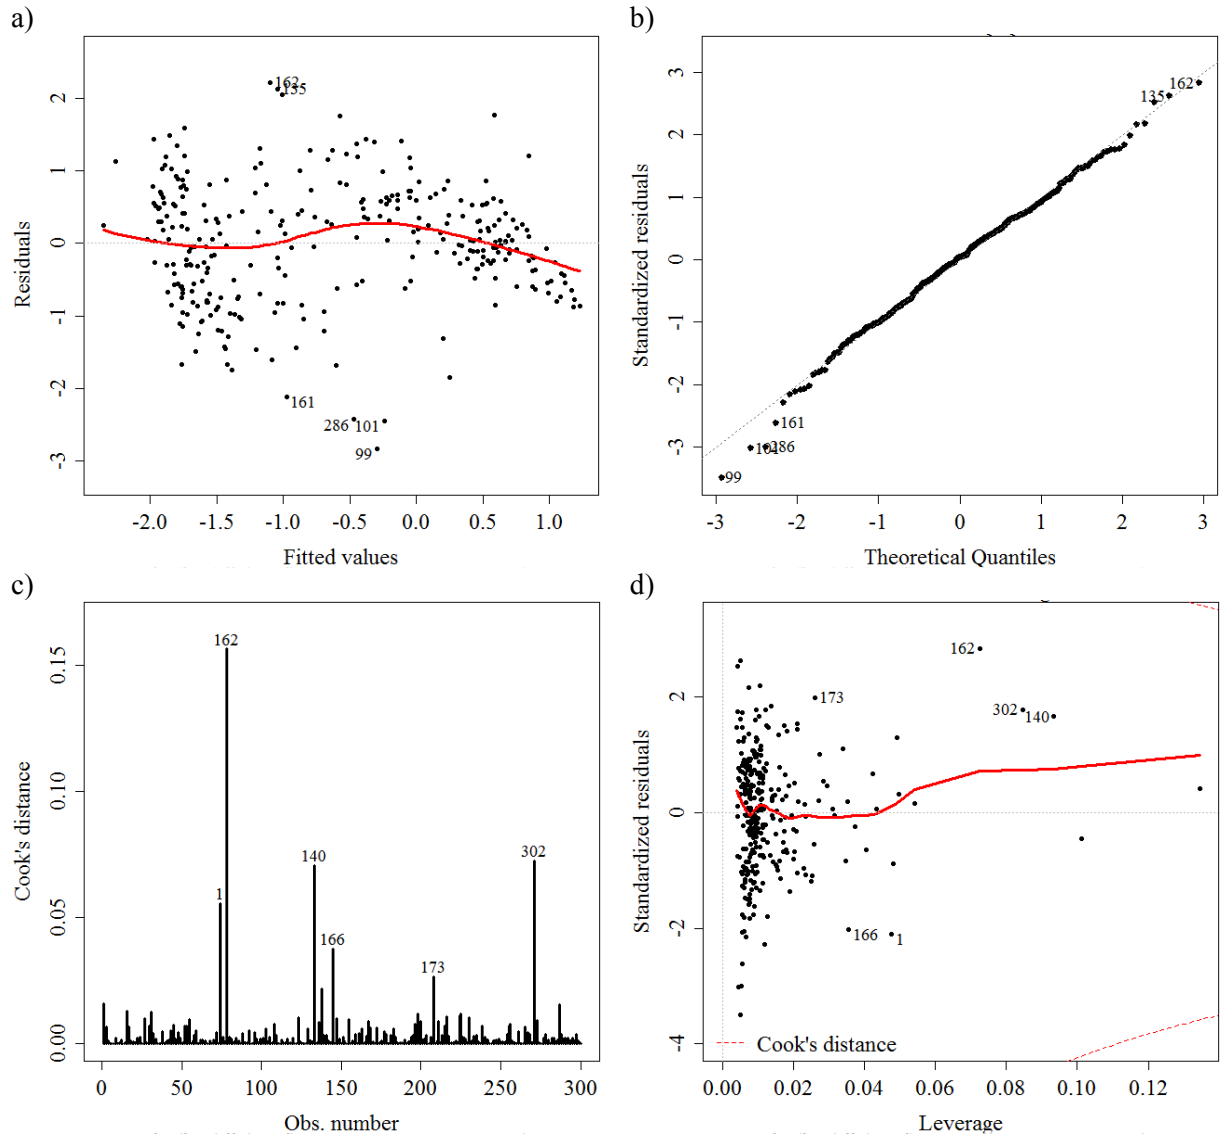 a)
Residuals
2
1
0
-1
-2
-3
162
135
161
286
101
99
-2.0 -1.5 -1.0 -0.5 0.0 0.5 1.0
Fitted values
b)
Standardized residuals
3
2
1
0
-1
-2
-3
162
135
161
286
99
-3 -2 -1 0 1 2 3
Theoretical Quantiles
c)
Cook's distance
0.15
0.10
0.05
0.00
162
1
140
166
173
302
0 50 100 150 200 250 300
Obs. number
d)
Standardized residuals
2
0
-2
-4
162
173
302
140
166
1
Cook's distance
0.00 0.02 0.04 0.06 0.08 0.10 0.12
Leverage